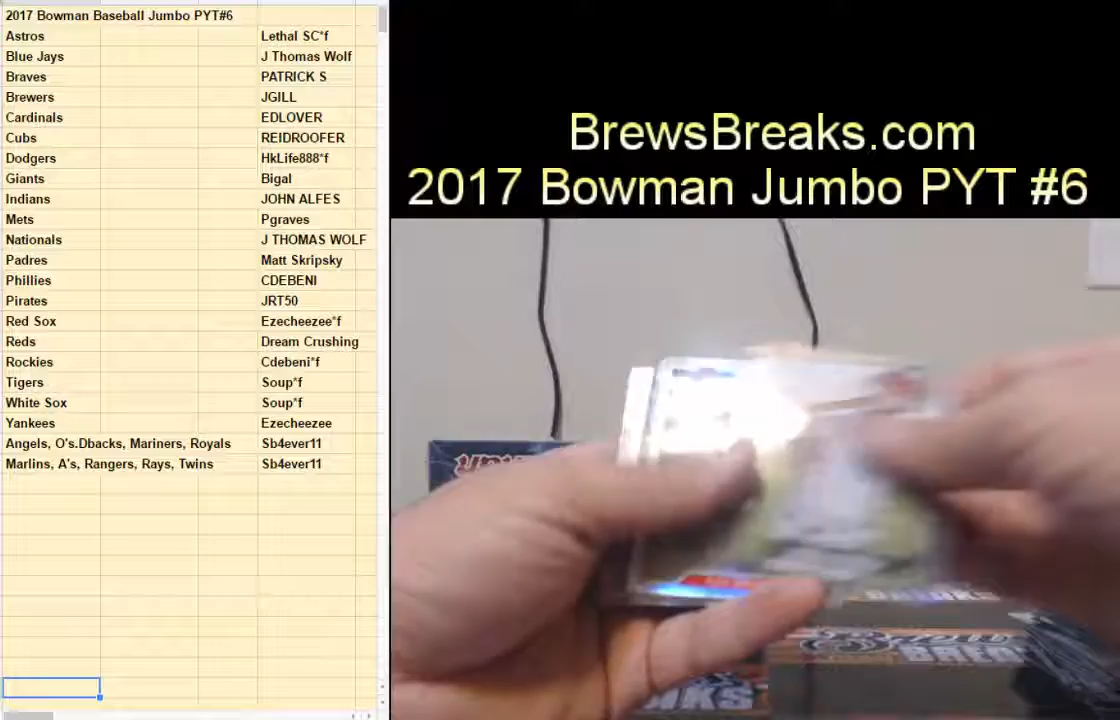 2017 Bowman Baseball Jumbo PYT#6
Astros Lethal SC*f
Blue Jays J Thomas Wolf
Braves PATRICK S
Brewers JGILL
Cardinals EDLOVER
Cubs REIDROOFER
Dodgers HkLife888*f
Giants Bigal
Indians JOHN ALFES
Mets Pgraves
Nationals J THOMAS WOLF
Padres Matt Skripsky
Phillies CDEBENI
Pirates JRT50
Red Sox Ezecheezee*f
Reds Dream Crushing
Rockies Cdebeni*f
Tigers Soup*f
White Sox Soup*f
Yankees Ezecheezee
Angels, O's.Dbacks, Mariners, Royals Sb4ever11
Marlins, A's, Rangers, Rays, Twins Sb4ever11
BrewsBreaks.com
2017 Bowman Jumbo PYT #6